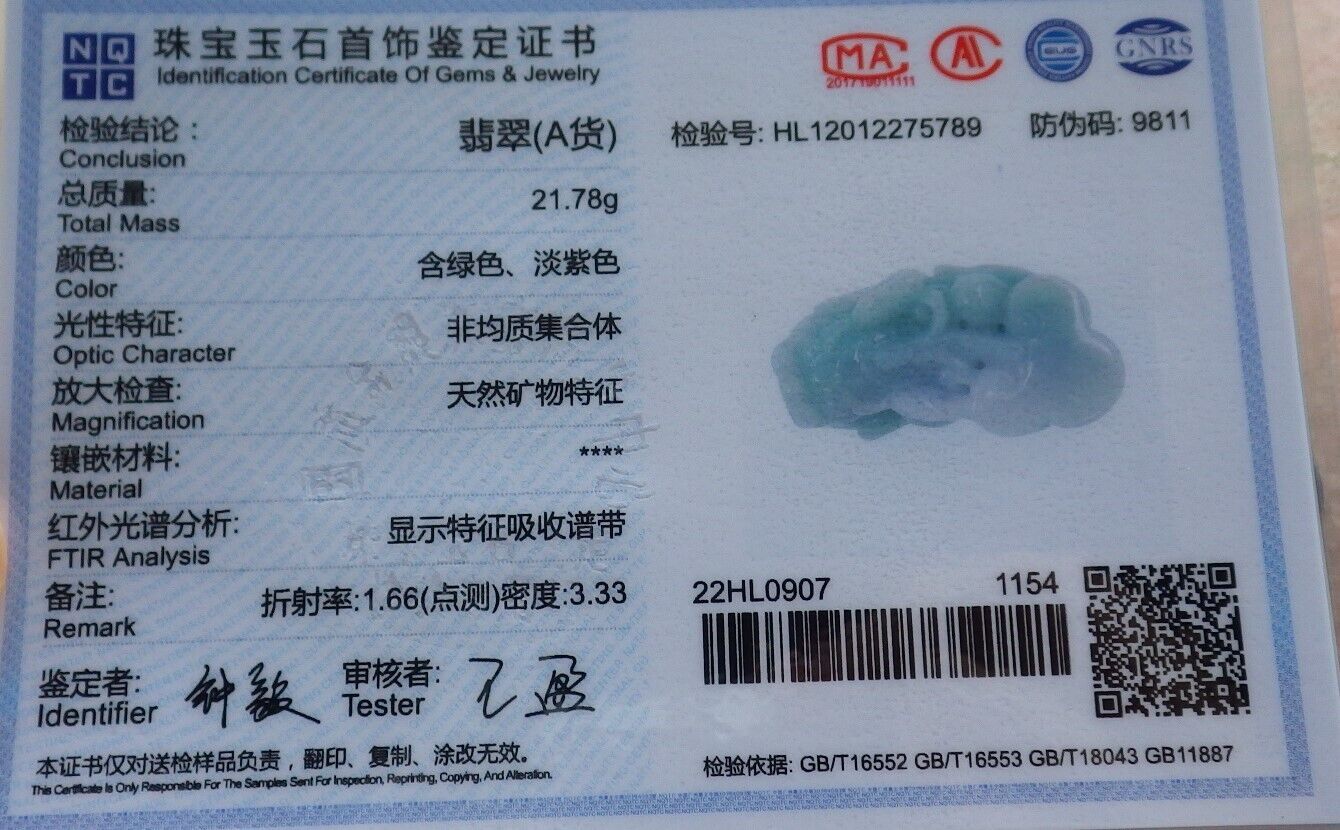 NQ
TC
珠宝玉石首饰鉴定证书
Identification Certificate Of Gems & Jewelry
MA
201719011111
GNRS
检验结论:
Conclusion
翡翠(A货)
总质量:
Total Mass
21.78g
颜色:
Color
含绿色、淡紫色
光性特征:
Optic Character
非均质集合体
放大检查:
Magnification
天然矿物特征
镶嵌材料:
Material
****
红外光谱分析:
FTIR Analysis
显示特征吸收谱带
备注:
Remark
折射率:1.66(点测)密度:3.33
鉴定者:
Identifier
审核者:
Tester
本证书仅对送检样品负责，翻印、复制、涂改无效。
This Certificate Is Only Responsible For The Samples Sent For Inspection, Reprinting, Copying, And Alteration.
检验号: HL12012275789
防伪码: 9811
22HL0907
1154
检验依据: GB/T16552 GB/T16553 GB/T18043 GB11887